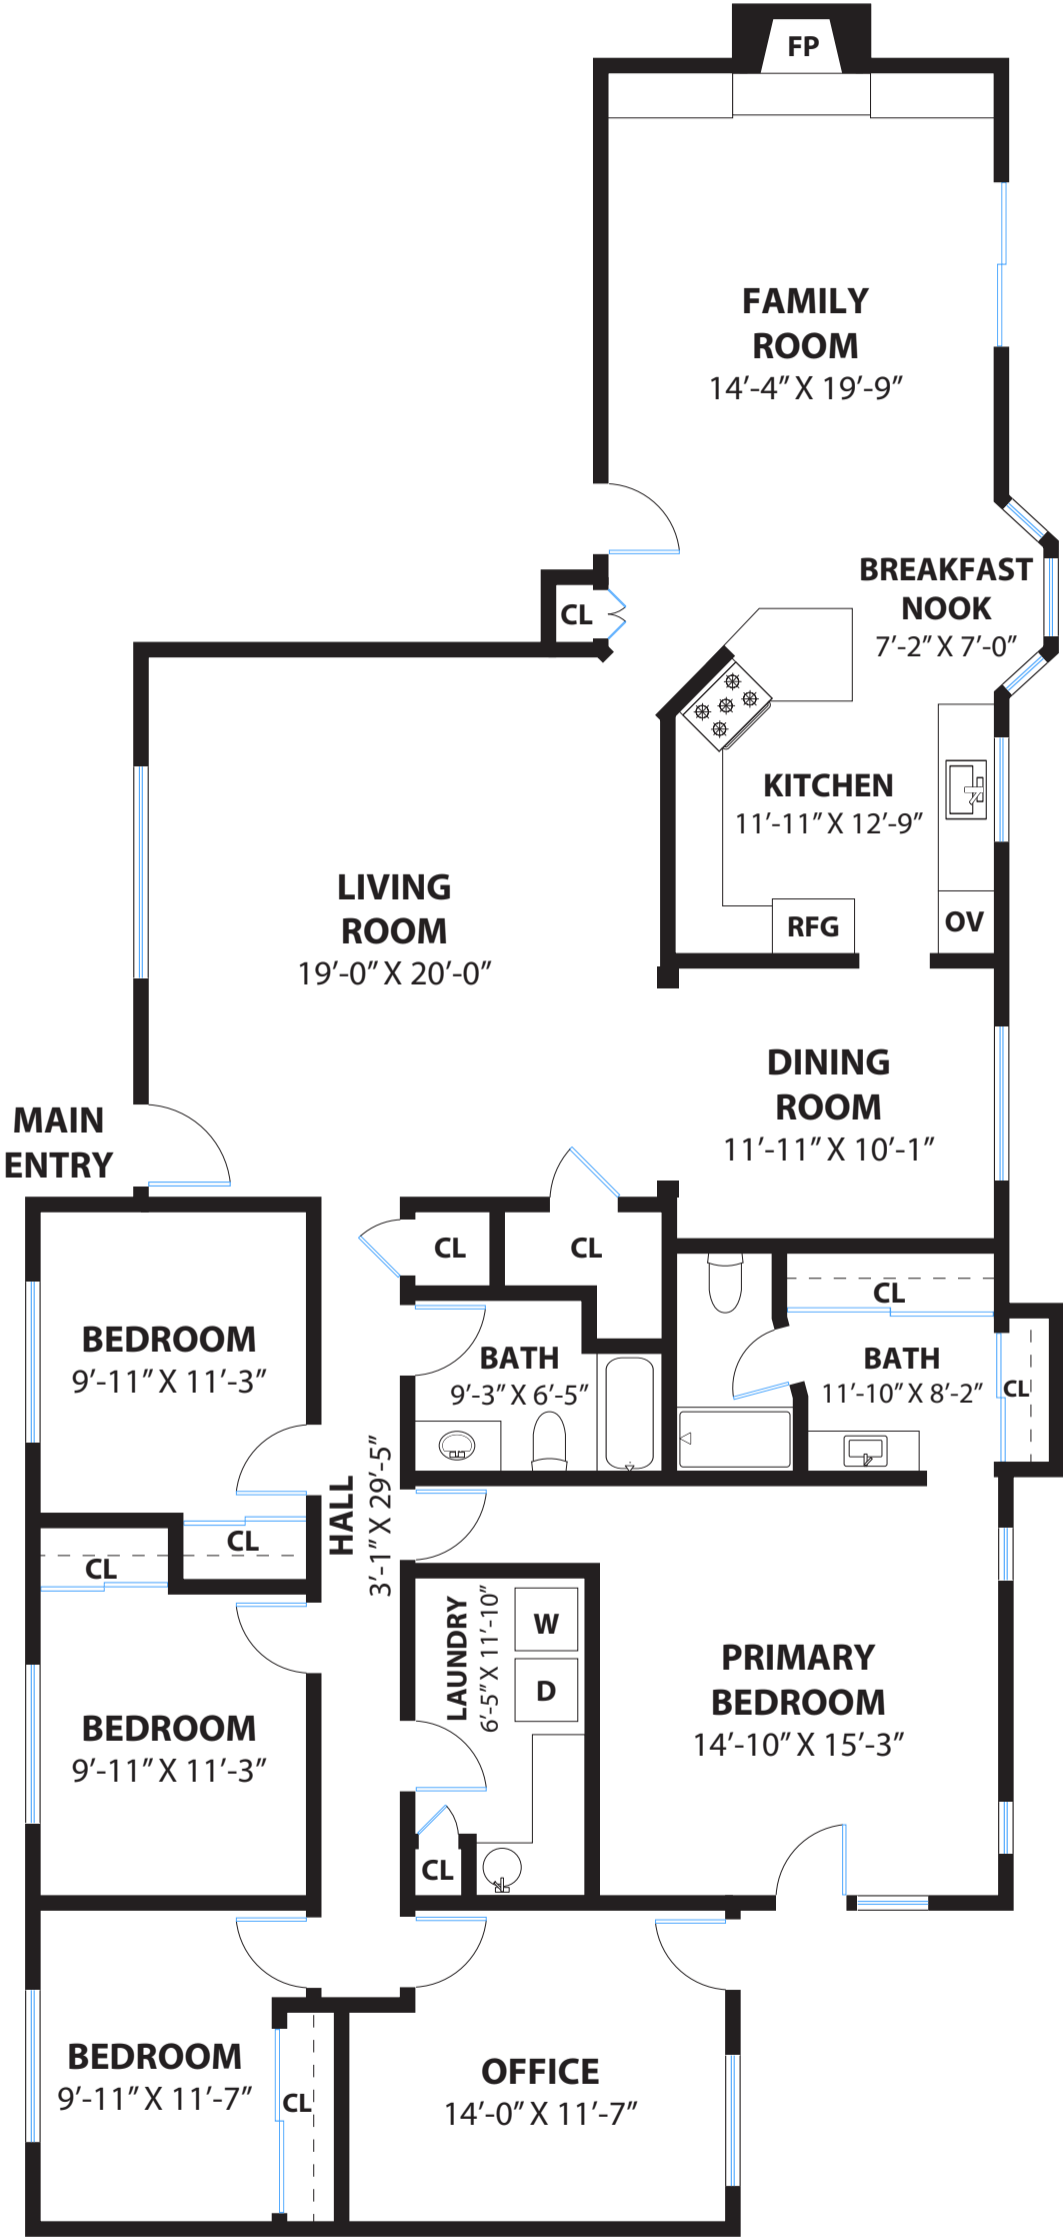 FP
FAMILY
ROOM
14'-4” X 19'-9”
BREAKFAST
NOOK
7'-2” X 7'-0”
CL
KITCHEN
11'-11” X 12'-9”
RFG
OV
LIVING
ROOM
19'-0” X 20'-0”
DINING
ROOM
11'-11” X 10'-1”
MAIN
ENTRY
CL
CL
CL
BEDROOM
9'-11” X 11'-3”
BATH
9'-3” X 6'-5”
BATH
11'-10” X 8'-2”
CL
HALL
3'-1” X 29'-5”
CL
CL
LAUNDRY
6'-5” X 11'-10”
W
D
PRIMARY
BEDROOM
14'-10” X 15'-3”
BEDROOM
9'-11” X 11'-3”
CL
BEDROOM
9'-11” X 11'-7”
CL
OFFICE
14'-0” X 11'-7”